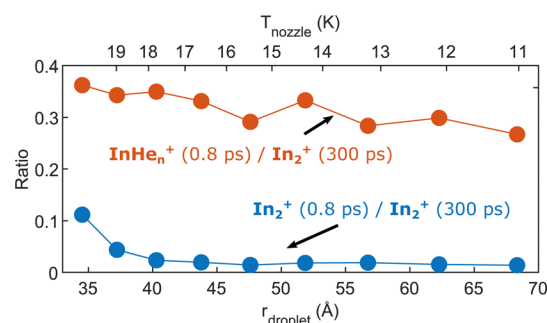 T_nozzle (K)
19 18 17 16 15 14 13 12 11
0.4
0.3
0.2
0.1
0
Ratio
InHe_n^+ (0.8 ps) / In_2^+ (300 ps)
In_2^+ (0.8 ps) / In_2^+ (300 ps)
35 40 45 50 55 60 65 70
r_droplet (Å)